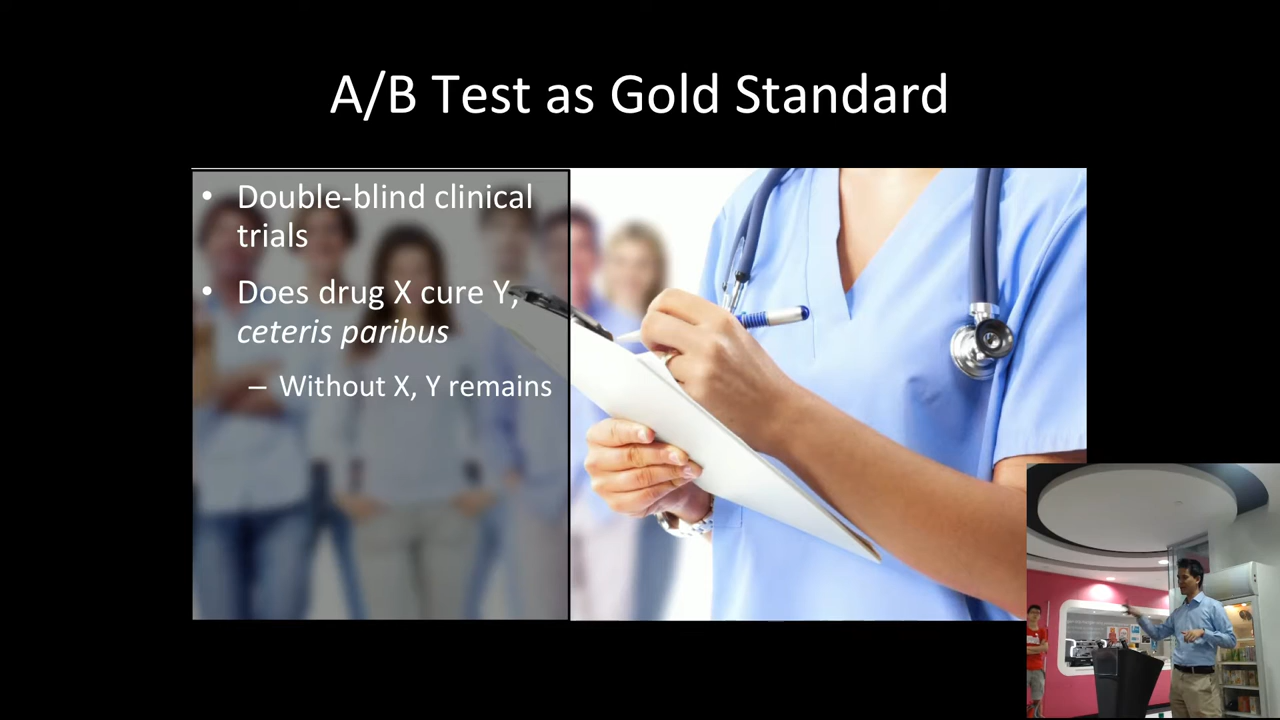 A/B Test as Gold Standard
• Double-blind clinical
trials
• Does drug X cure Y,
ceteris paribus
– Without X, Y remains